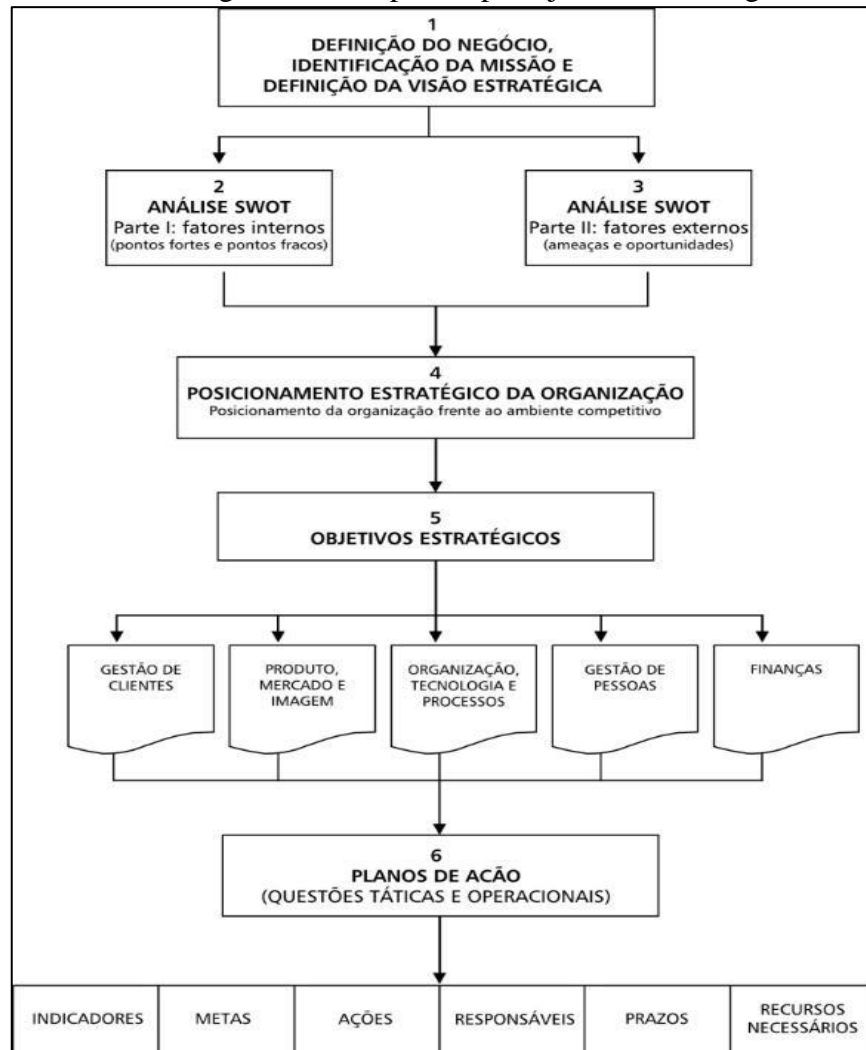 1
DEFINIÇÃO DO NEGÓCIO,
IDENTIFICAÇÃO DA MISSÃO E
DEFINIÇÃO DA VISÃO ESTRATÉGICA
2
ANÁLISE SWOT
Parte I: fatores internos
(pontos fortes e pontos fracos)
3
ANÁLISE SWOT
Parte II: fatores externos
(ameaças e oportunidades)
4
POSICIONAMENTO ESTRATÉGICO DA ORGANIZAÇÃO
Posicionamento da organização frente ao ambiente competitivo
5
OBJETIVOS ESTRATÉGICOS
GESTÃO DE
CLIENTES
PRODUTO,
MERCADO E
IMAGEM
ORGANIZAÇÃO,
TECNOLOGIA E
PROCESSOS
GESTÃO DE
PESSOAS
FINANÇAS
6
PLANOS DE ACÃO
(QUESTÕES TÁTICAS E OPERACIONAIS)
INDICADORES
METAS
AÇÕES
RESPONSÁVEIS
PRAZOS
RECURSOS
NECESSÁRIOS